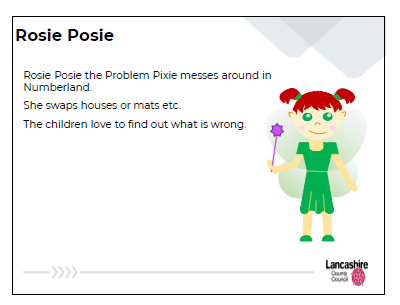 Rosie Posie
Rosie Posie the Problem Pixie messes around in
Numberland.
She swaps houses or mats etc.
The children love to find out what is wrong.
Lancashire
County
Council